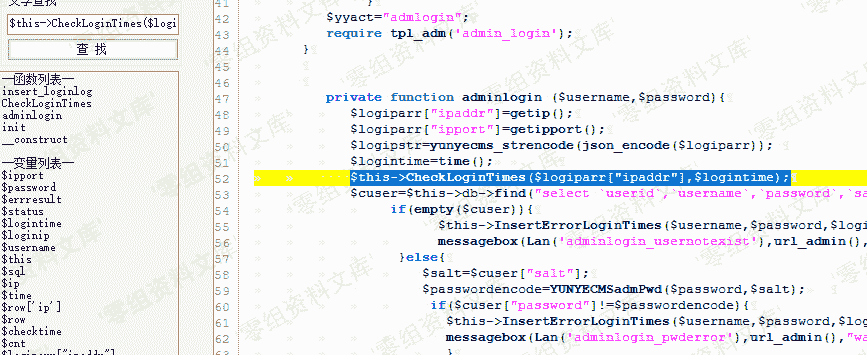 文字查找
$this->CheckLoginTimes($logi
查 找
—函数列表—
insert_loginlog
CheckLoginTimes
adminlogin
init
__construct
—变量列表—
$ipport
$password
$errresult
$status
$logintime
$loginip
$username
$this
$sql
$ip
$time
$row['ip']
$row
$checktime
$cnt
$logiparr["ipaddr"]
41 }
42 $yyact="admlogin";
43 require tpl_adm('admin_login');
44 }
45
46
47 private function adminlogin ($username,$password){
48 $logiparr["ipaddr"]=getip();
49 $logiparr["ipport"]=getipport();
50 $logipstr=yunyecms_strencode(json_encode($logiparr));
51 $logintime=time();
52 $this->CheckLoginTimes($logiparr["ipaddr"],$logintime);
53 $cuser=$this->db->find("select `userid`,`username`,`password`,`sa
54 if(empty($cuser)){
55 $this->InsertErrorLoginTimes($username,$password,$logi
56 messagebox(Lan('adminlogin_usernotexist'),url_admin(),
57 }else{
58 $salt=$cuser["salt"];
59 $passwordencode=YUNYECMSadmPwd($password,$salt);
60 if($cuser["password"]!=$passwordencode){
61 $this->InsertErrorLoginTimes($username,$password,$log
62 messagebox(Lan('adminlogin_pwderror'),url_admin(),"wa
63 }
零组资料文库